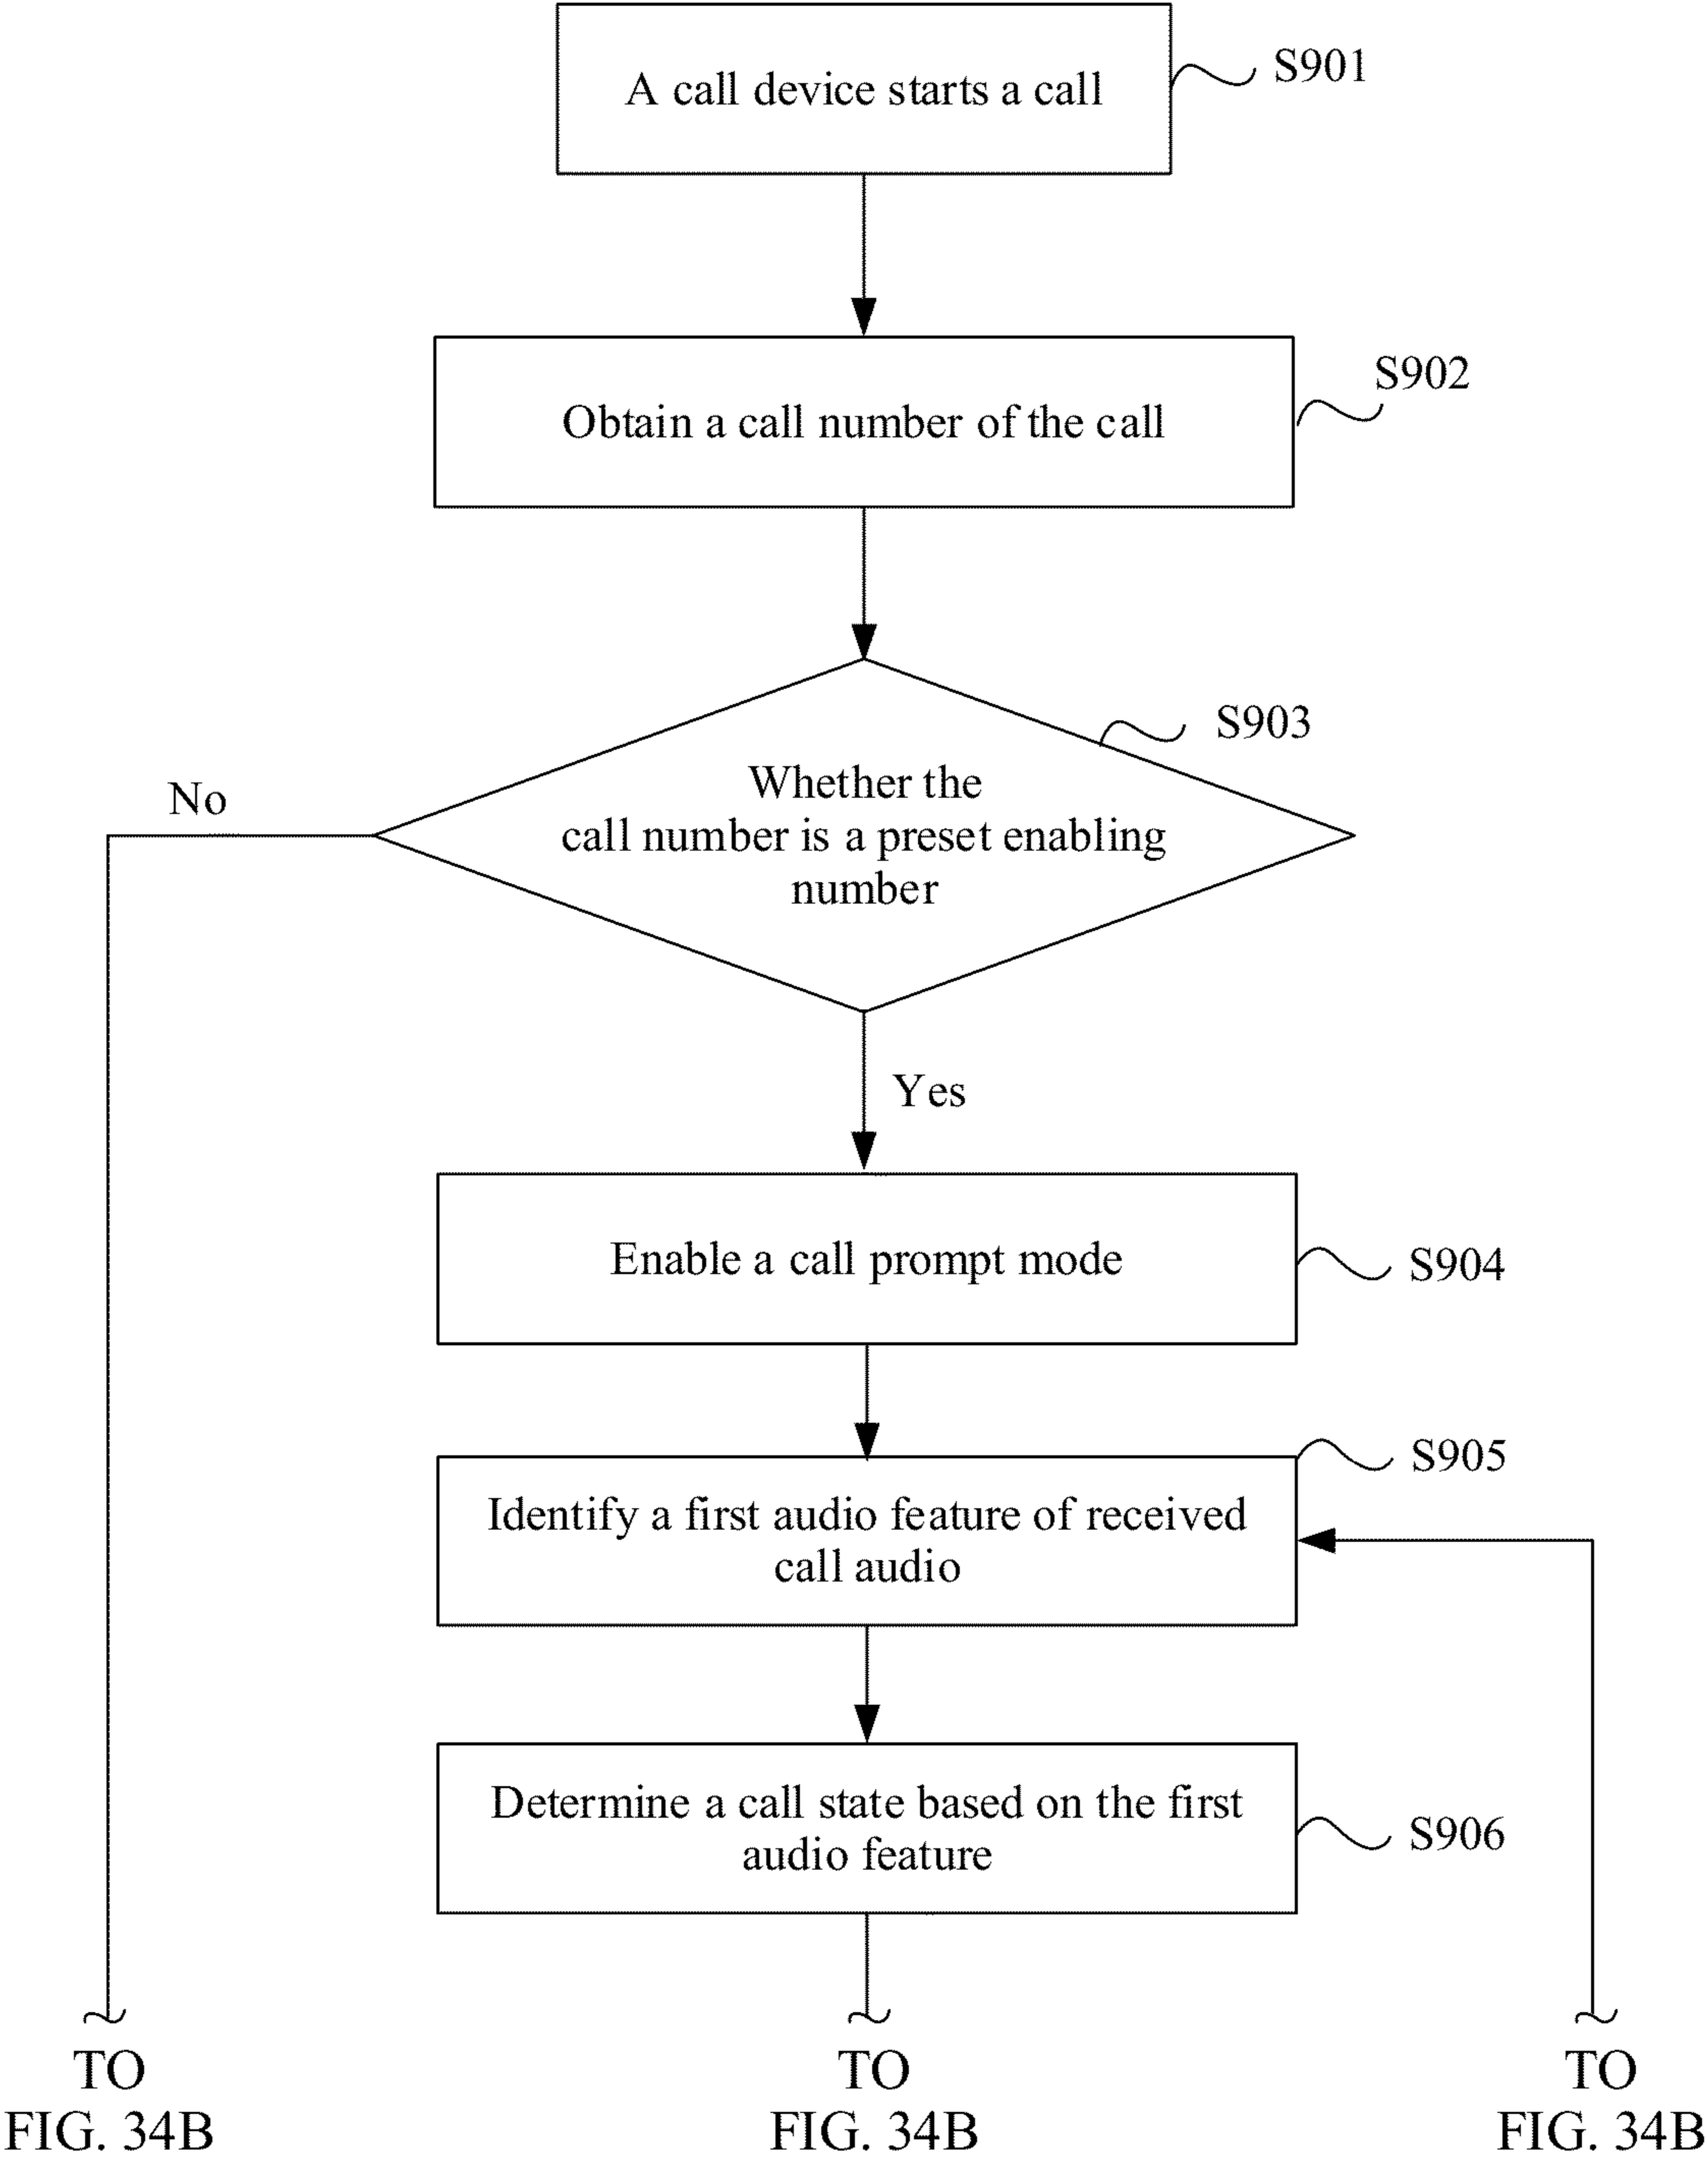 A call device starts a call
S901
Obtain a call number of the call
S902
S903
Whether the
call number is a preset enabling
number
No
Yes
Enable a call prompt mode
S904
S905
Identify a first audio feature of received
call audio
Determine a call state based on the first
audio feature
S906
TO
FIG. 34B
TO
FIG. 34B
TO
FIG. 34B